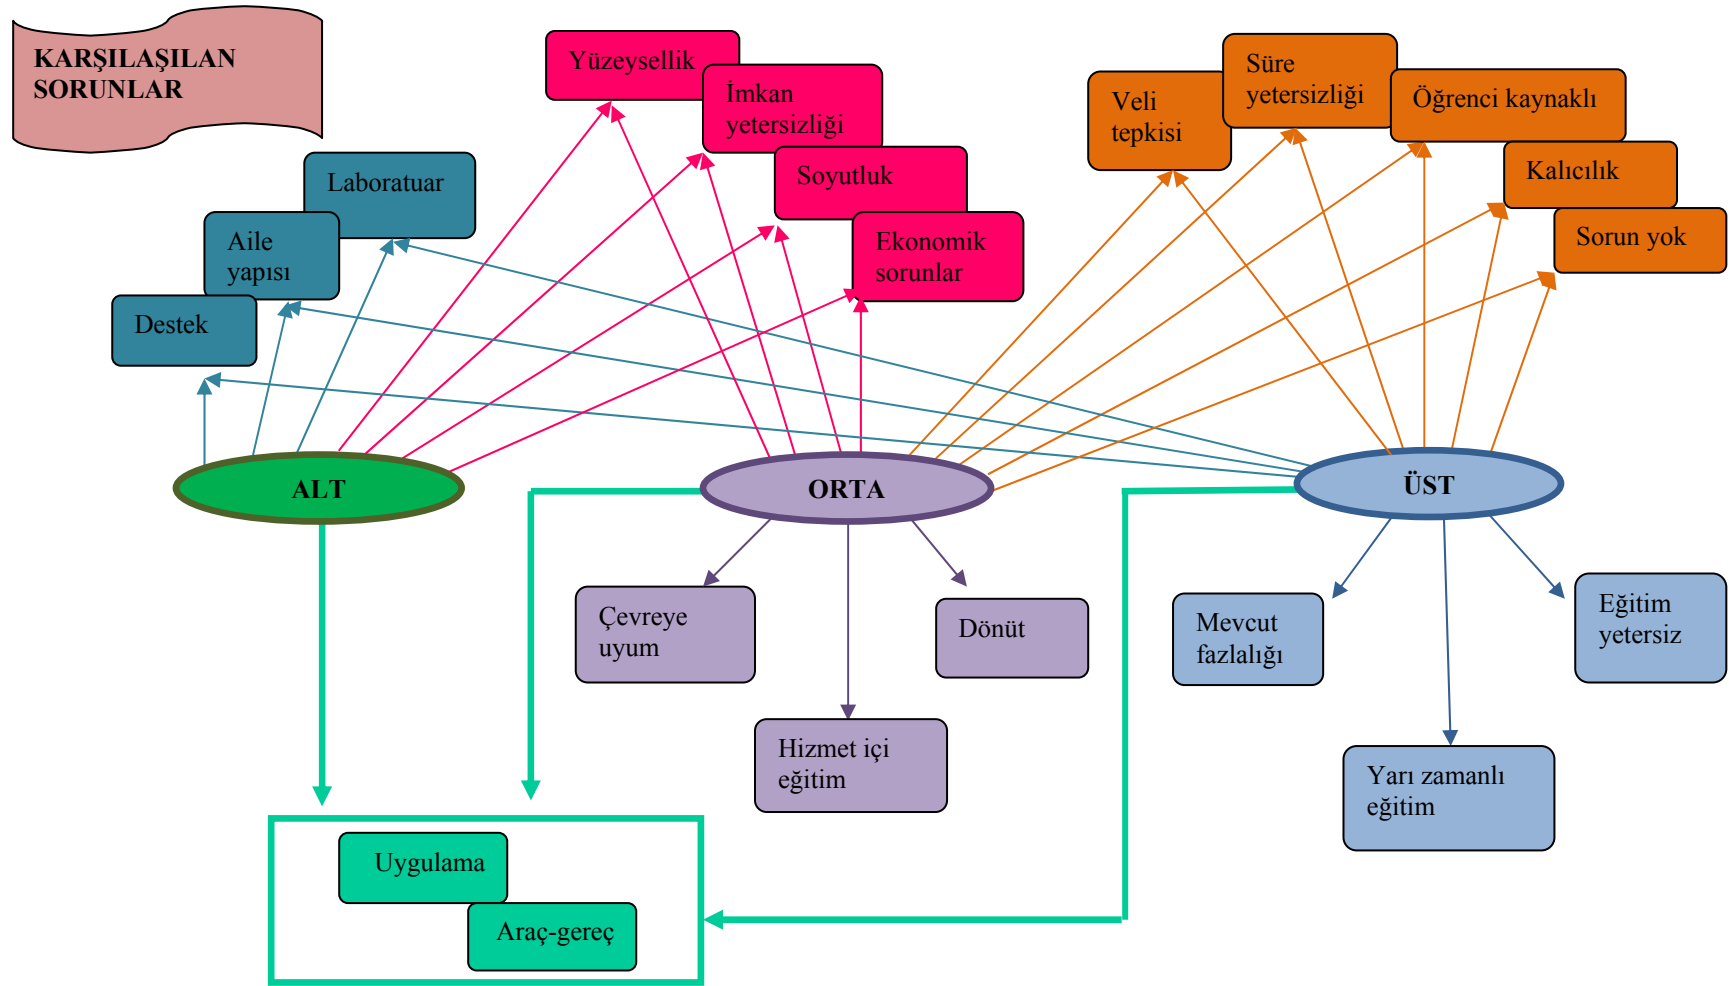 KARŞILAŞILAN
SORUNLAR
Yüzeysellik
İmkan
yetersizliği
Soyutluk
Ekonomik
sorunlar
Veli
tepkisi
Süre
yetersizliği
Öğrenci kaynaklı
Kalıcılık
Sorun yok
Laboratuar
Aile
yapısı
Destek
ALT
ORTA
ÜST
Çevreye
uyum
Dönüt
Hizmet içi
eğitim
Mevcut
fazlalığı
Eğitim
yetersiz
Yarı zamanlı
eğitim
Uygulama
Araç-gereç